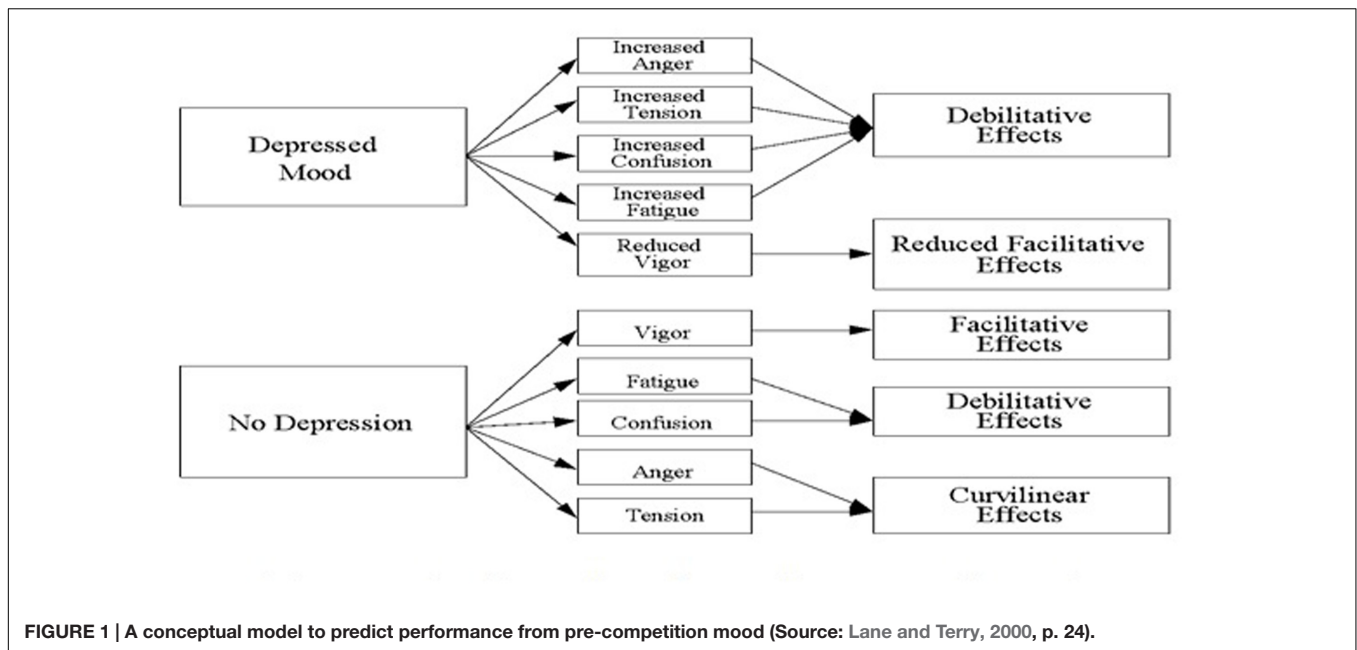 Increased
Anger
Increased
Tension
Depressed
Mood
Increased
Confusion
Increased
Fatigue
Reduced
Vigor
Debilitative
Effects
Reduced Facilitative
Effects
No Depression
Vigor
Fatigue
Confusion
Anger
Tension
Facilitative
Effects
Debilitative
Effects
Curvilinear
Effects
FIGURE 1 | A conceptual model to predict performance from pre-competition mood (Source: Lane and Terry, 2000, p. 24).